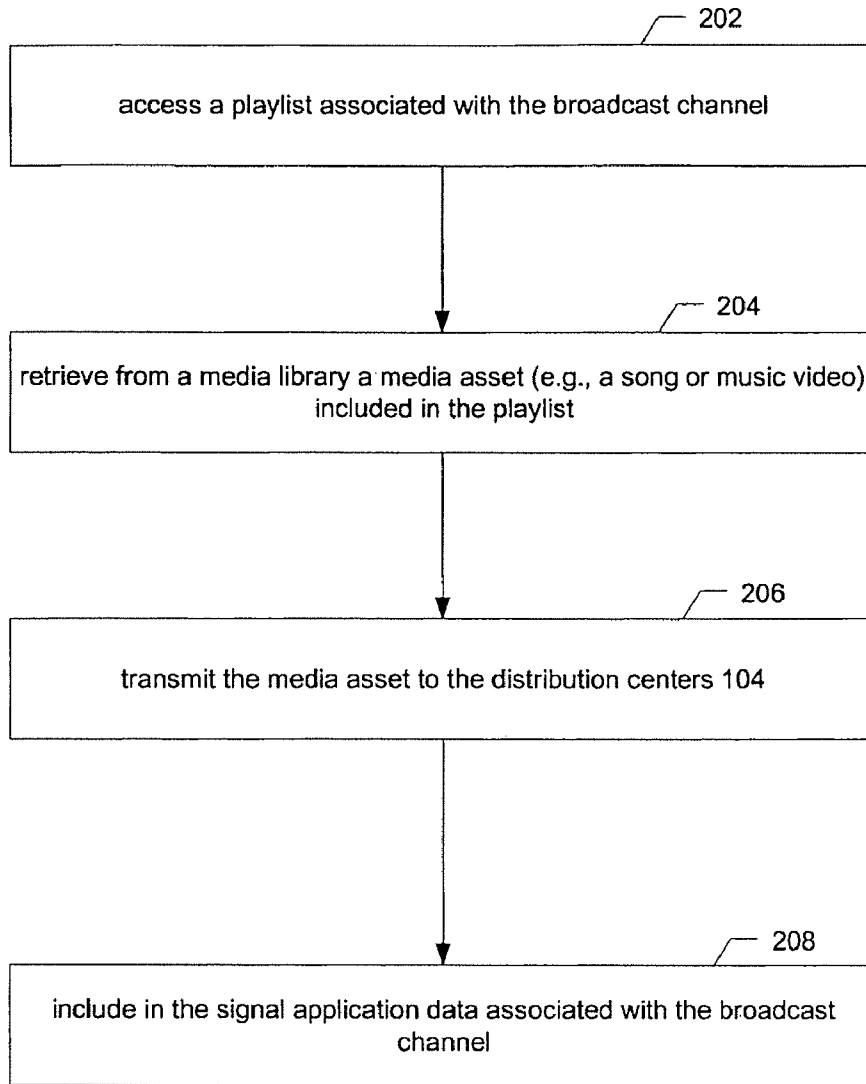 202
access a playlist associated with the broadcast channel
204
retrieve from a media library a media asset (e.g., a song or music video)
included in the playlist
206
transmit the media asset to the distribution centers 104
208
include in the signal application data associated with the broadcast
channel